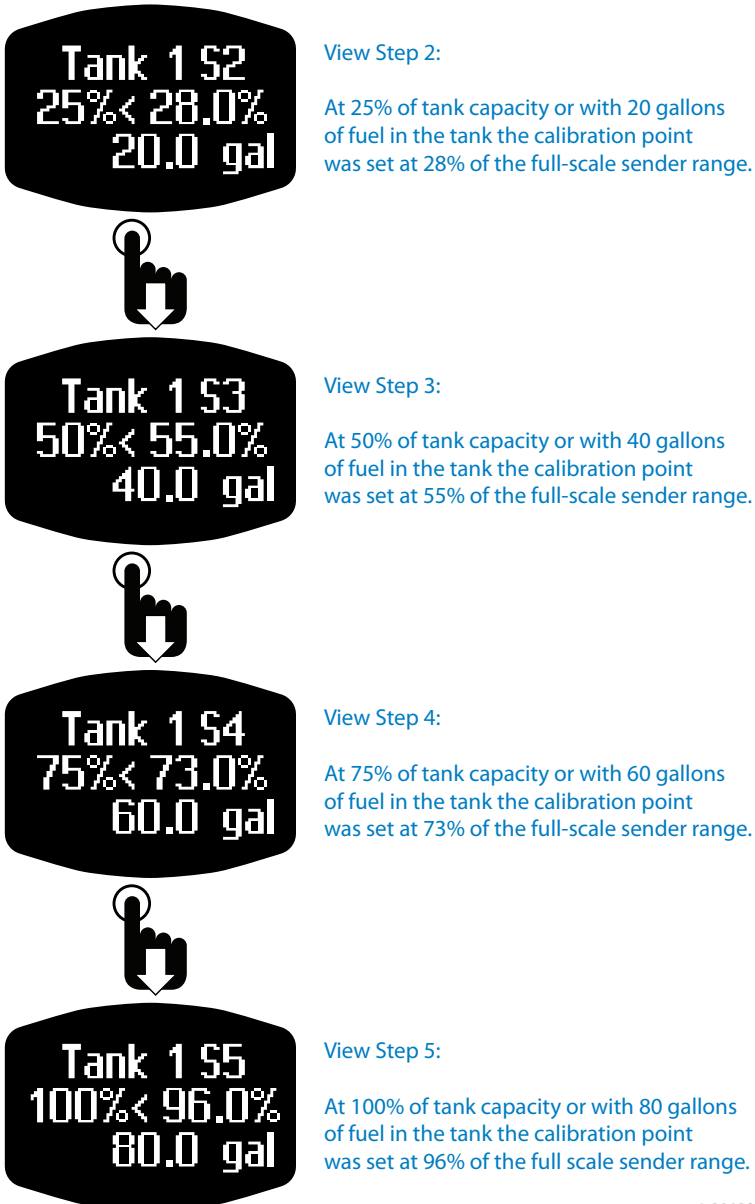 Tank 1 S2
25%< 28.0%
20.0 gal
View Step 2:
At 25% of tank capacity or with 20 gallons
of fuel in the tank the calibration point
was set at 28% of the full-scale sender range.
Tank 1 S3
50%< 55.0%
40.0 gal
View Step 3:
At 50% of tank capacity or with 40 gallons
of fuel in the tank the calibration point
was set at 55% of the full-scale sender range.
Tank 1 S4
75%< 73.0%
60.0 gal
View Step 4:
At 75% of tank capacity or with 60 gallons
of fuel in the tank the calibration point
was set at 73% of the full-scale sender range.
Tank 1 S5
100%< 96.0%
80.0 gal
View Step 5:
At 100% of tank capacity or with 80 gallons
of fuel in the tank the calibration point
was set at 96% of the full scale sender range.